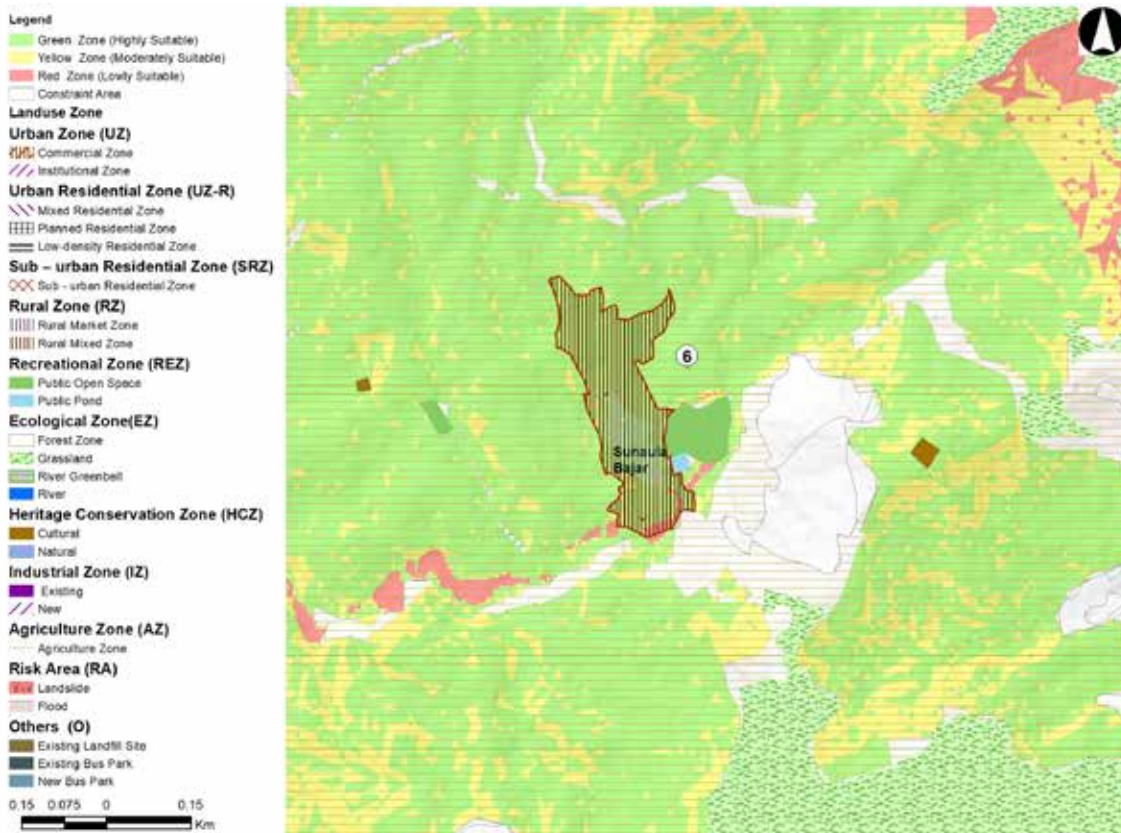 Legend
Green Zone (Highly Suitable)
Yellow Zone (Moderately Suitable)
Red Zone (Lowly Suitable)
Constraint Area
Landuse Zone
Urban Zone (UZ)
Commercial Zone
Institutional Zone
Urban Residential Zone (UZ-R)
Mixed Residential Zone
Planned Residential Zone
Low-density Residential Zone
Sub - urban Residential Zone (SRZ)
Sub - urban Residential Zone
Rural Zone (RZ)
Rural Market Zone
Rural Mixed Zone
Recreational Zone (REZ)
Public Open Space
Public Pond
Ecological Zone(EZ)
Forest Zone
Grassland
River Greenbelt
River
Heritage Conservation Zone (HCZ)
Cultural
Natural
Industrial Zone (IZ)
Existing
New
Agriculture Zone (AZ)
Agriculture Zone
Risk Area (RA)
Landslide
Flood
Others (O)
Existing Landfill Site
Existing Bus Park
New Bus Park
0.15 0.075 0 0.15
Km
6
Sunaula
Bajar